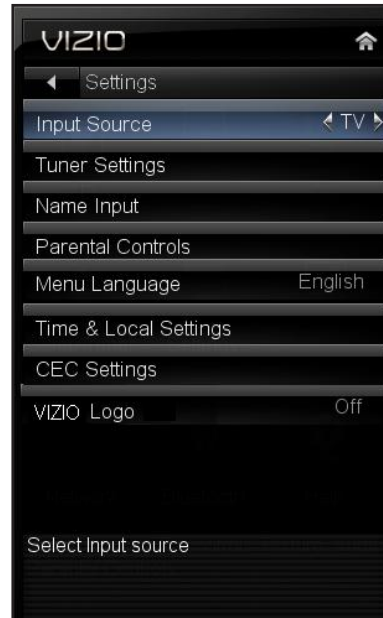 VIZIO
Settings
Input Source TV
Tuner Settings
Name Input
Parental Controls
Menu Language English
Time & Local Settings
CEC Settings
VIZIO Logo Off
Select Input source